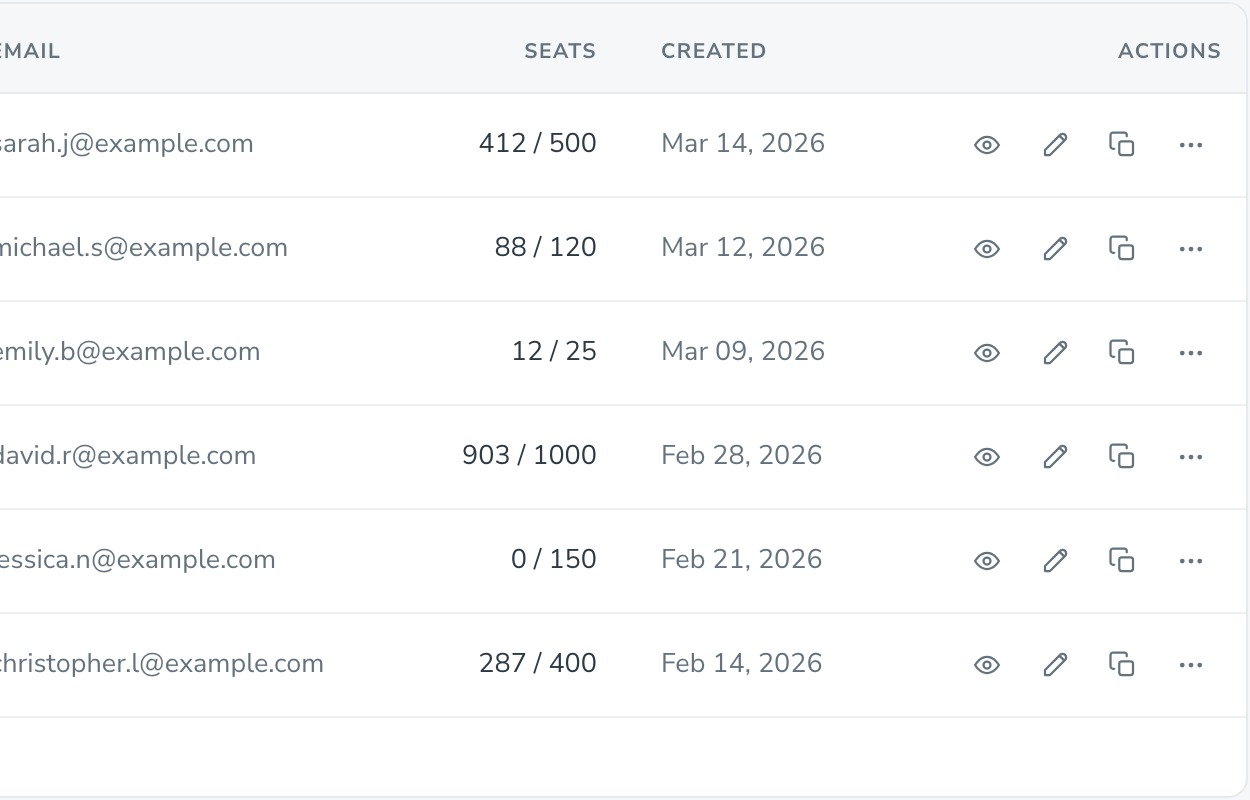 EMAIL SEATS CREATED ACTIONS
sarah.j@example.com 412 / 500 Mar 14, 2026
michael.s@example.com 88 / 120 Mar 12, 2026
emily.b@example.com 12 / 25 Mar 09, 2026
david.r@example.com 903 / 1000 Feb 28, 2026
jessica.n@example.com 0 / 150 Feb 21, 2026
christopher.l@example.com 287 / 400 Feb 14, 2026